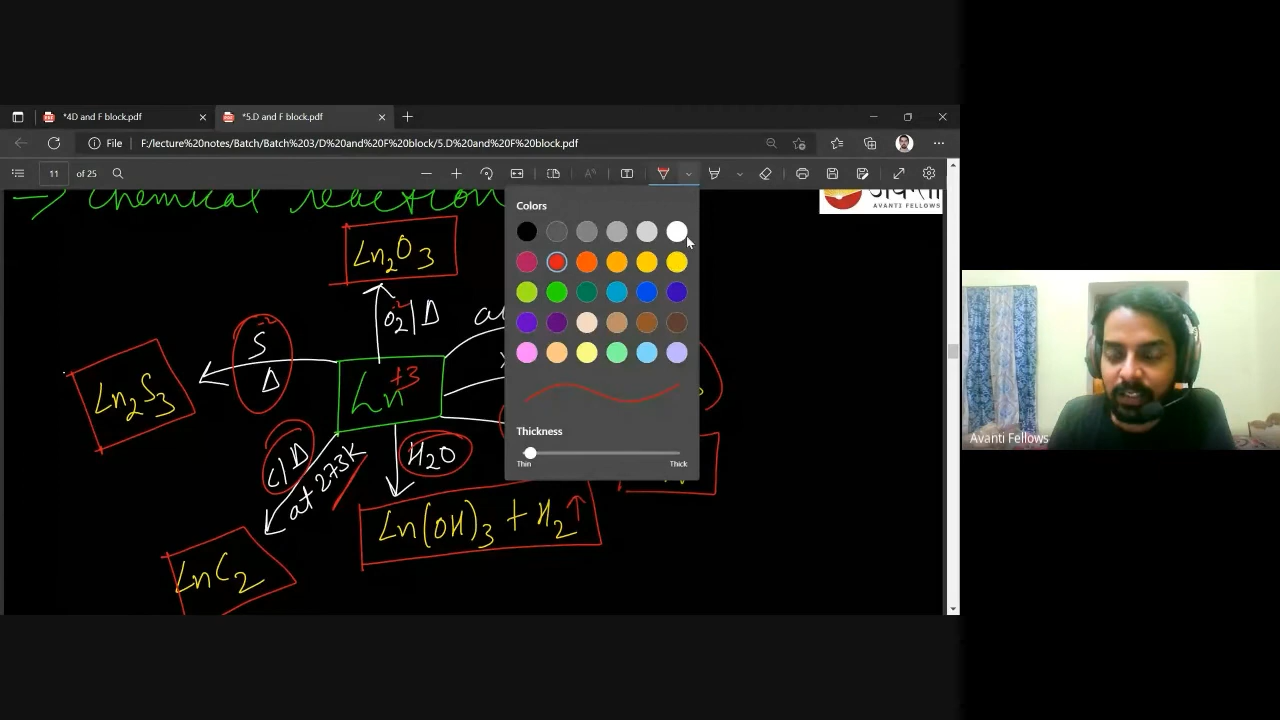 *4D and F block.pdf
*5.D and F block.pdf
File
F:/lecture%20notes/Batch/Batch%203/D%20and%20F%20block/5.D%20and%20F%20block.pdf
11 of 25
→ Chemical reaction
AVANTI FELLOWS
Colors
Ln₂O₃
O₂⁻²/Δ
S⁻²
Δ
Ln⁺³
Ln₂S₃
C/Δ
at 273K
H₂O
Thickness
Thin
Thick
Ln(OH)₃ + H₂↑
LnC₂
Avanti Fellows